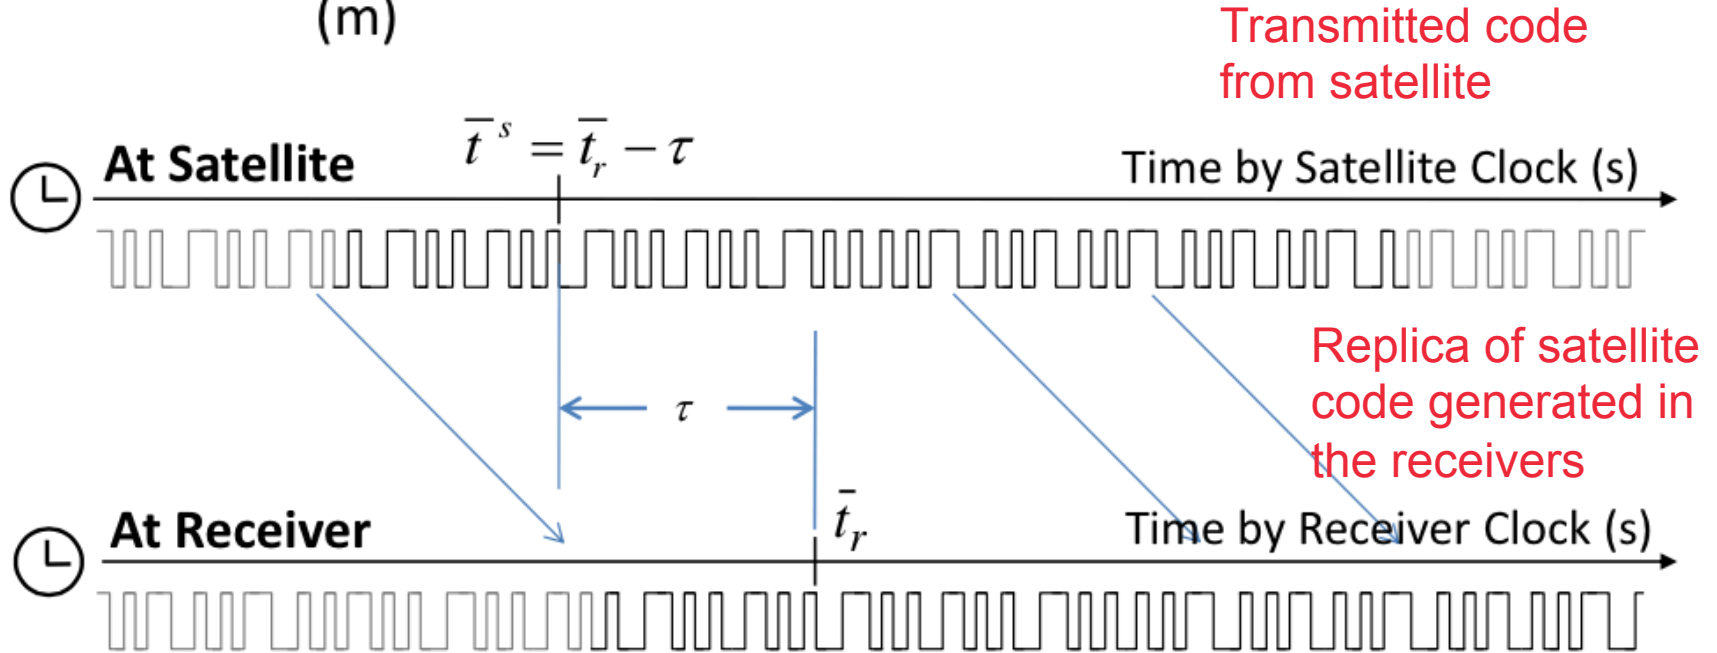 (m)
Transmitted code
from satellite
At Satellite
t̄ ˢ = t̄ᵣ − τ
Time by Satellite Clock (s)
Replica of satellite
code generated in
the receivers
τ
At Receiver
t̄ᵣ
Time by Receiver Clock (s)